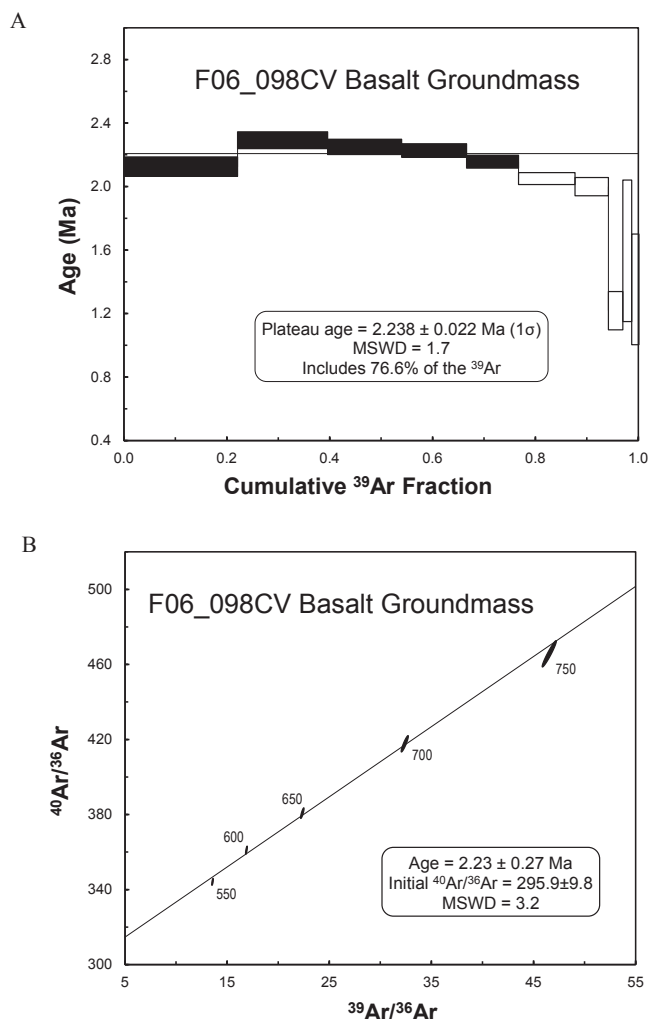 A
F06_098CV Basalt Groundmass
2.8
2.4
2.0
1.6
1.2
0.8
0.4
Age (Ma)
Plateau age = 2.238 ± 0.022 Ma (1σ)
MSWD = 1.7
Includes 76.6% of the ³⁹Ar
0.0 0.2 0.4 0.6 0.8 1.0
Cumulative ³⁹Ar Fraction
B
F06_098CV Basalt Groundmass
500
460
420
380
340
300
⁴⁰Ar/³⁶Ar
750
700
650
600
550
Age = 2.23 ± 0.27 Ma
Initial ⁴⁰Ar/³⁶Ar = 295.9±9.8
MSWD = 3.2
5 15 25 35 45 55
³⁹Ar/³⁶Ar